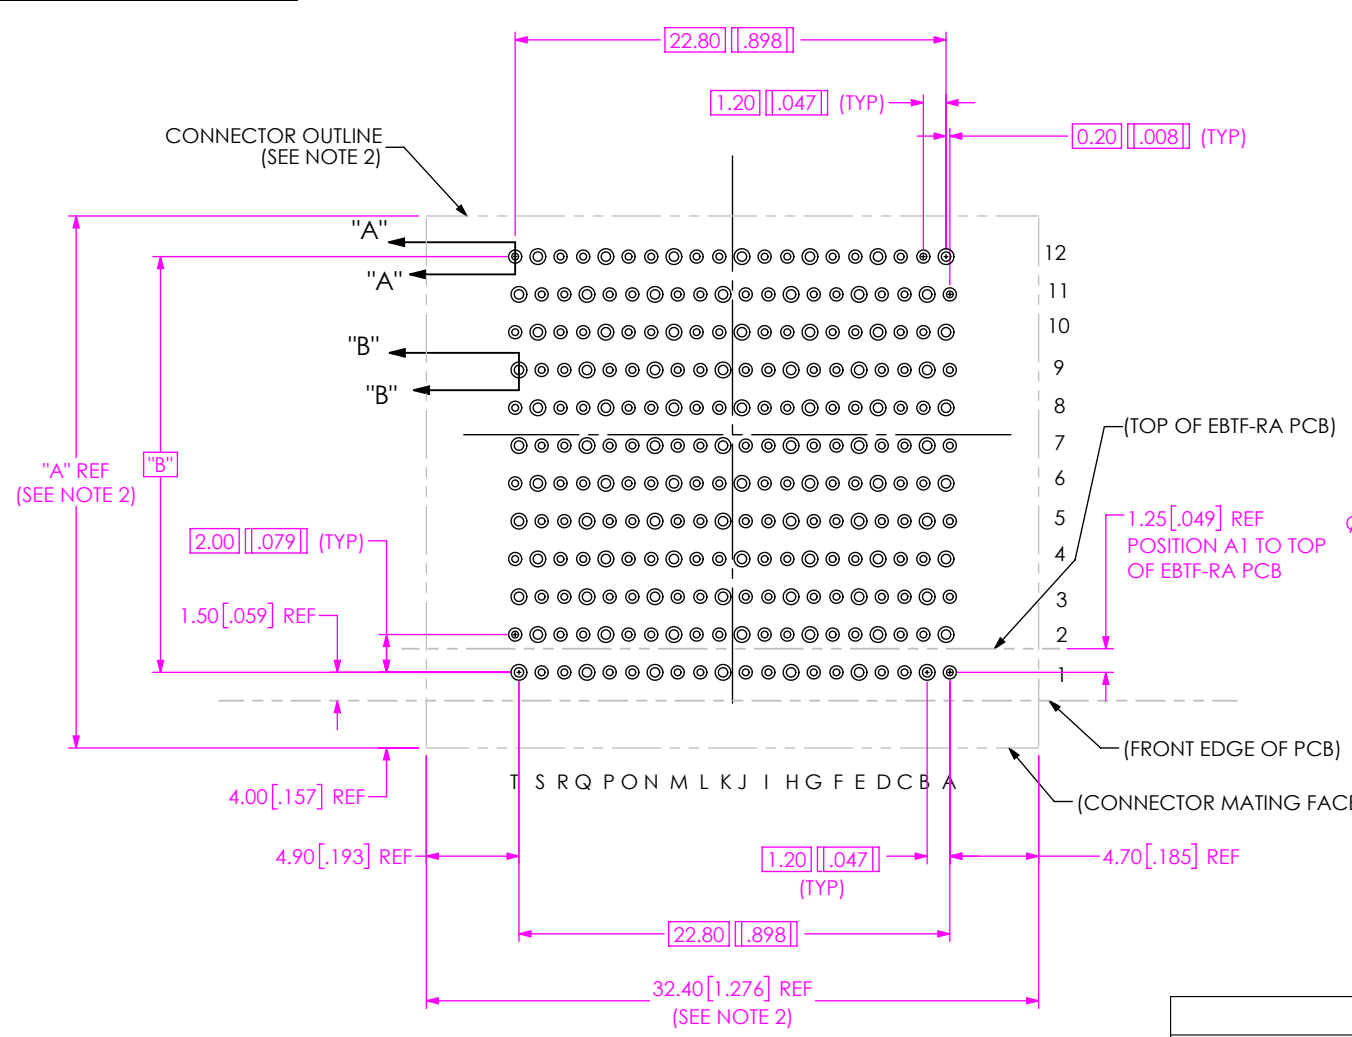 22.80 [.898]
1.20 [.047] (TYP)
0.20 [.008] (TYP)
CONNECTOR OUTLINE
(SEE NOTE 2)
"A"
"A"
"B"
"B"
12
11
10
9
8
7
6
5
4
3
2
1
(TOP OF EBTF-RA PCB)
"A" REF
(SEE NOTE 2)
"B"
2.00 [.079] (TYP)
1.50[.059] REF
1.25[.049] REF
POSITION A1 TO TOP
OF EBTF-RA PCB
(FRONT EDGE OF PCB)
T S R Q P O N M L K J I H G F E D C B A
4.00[.157] REF
(CONNECTOR MATING FACE
4.90[.193] REF
1.20 [.047]
(TYP)
4.70[.185] REF
22.80 [.898]
32.40[1.276] REF
(SEE NOTE 2)